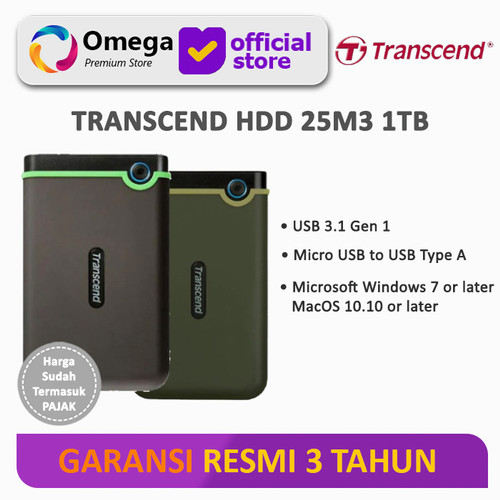 Omega
Premium Store
official
store
Transcend
TRANSCEND HDD 25M3 1TB
• USB 3.1 Gen 1
• Micro USB to USB Type A
• Microsoft Windows 7 or later
MacOS 10.10 or later
Transcend
Transcend
Harga
Sudah
Termasuk
PAJAK
GARANSI RESMI 3 TAHUN